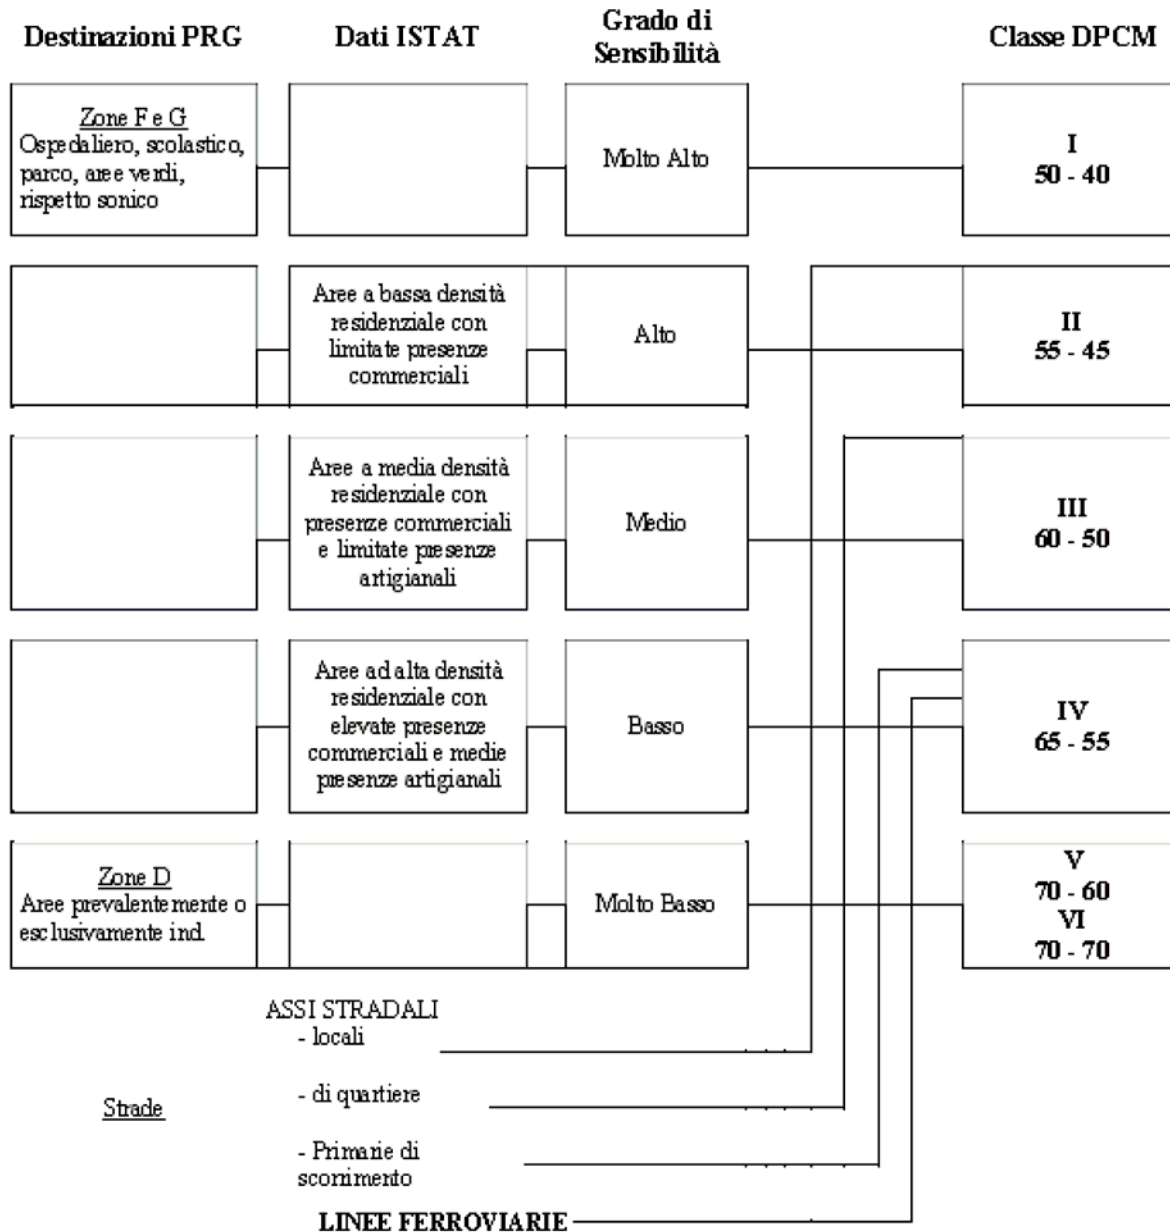 Destinazioni PRG
Dati ISTAT
Grado di
Sensibilità
Classe DPCM
Zone F e G
Ospedaliero, scolastico,
parco, aree verdi,
rispetto sonico
Molto Alto
I
50 - 40
Aree a bassa densità
residenziale con
limitate presenze
commerciali
Alto
II
55 - 45
Aree a media densità
residenziale con
presenze commerciali
e limitate presenze
artigianali
Medio
III
60 - 50
Aree ad alta densità
residenziale con
elevate presenze
commerciali e medie
presenze artigianali
Basso
IV
65 - 55
Zone D
Aree prevalentemente o
esclusivamente ind.
Molto Basso
V
70 - 60
VI
70 - 70
ASSI STRADALI
- locali
Strade
- di quartiere
- Primarie di
scorrimento
LINEE FERROVIARIE